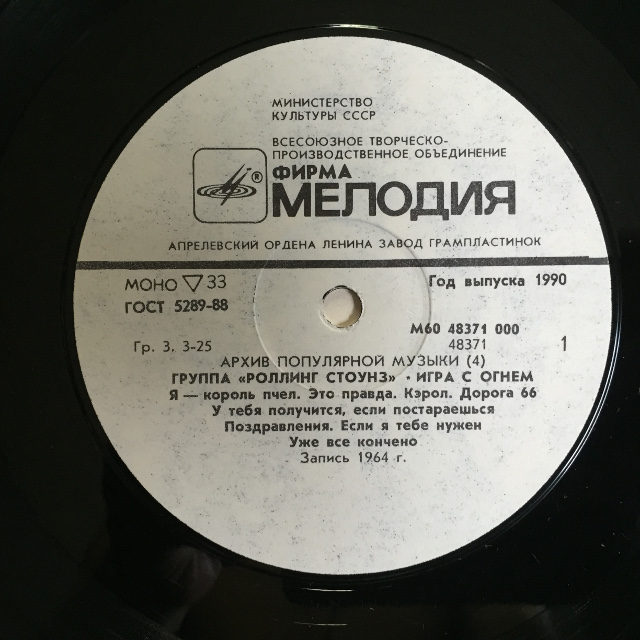 МИНИСТЕРСТВО
КУЛЬТУРЫ СССР
ВСЕСОЮЗНОЕ ТВОРЧЕСКО-
ПРОИЗВОДСТВЕННОЕ ОБЪЕДИНЕНИЕ
®
ФИРМА
МЕЛОДИЯ
АПРЕЛЕВСКИЙ ОРДЕНА ЛЕНИНА ЗАВОД ГРАМПЛАСТИНОК
МОНО ▽ 33
Год выпуска 1990
ГОСТ 5289-88
М60 48371 000
Гр. 3. 3-25
48371
1
АРХИВ ПОПУЛЯРНОЙ МУЗЫКИ (4)
ГРУППА «РОЛЛИНГ СТОУНЗ» · ИГРА С ОГНЕМ
Я — король пчел. Это правда. Кэрол. Дорога 66
У тебя получится, если постараешься
Поздравления. Если я тебе нужен
Уже все кончено
Запись 1964 г.